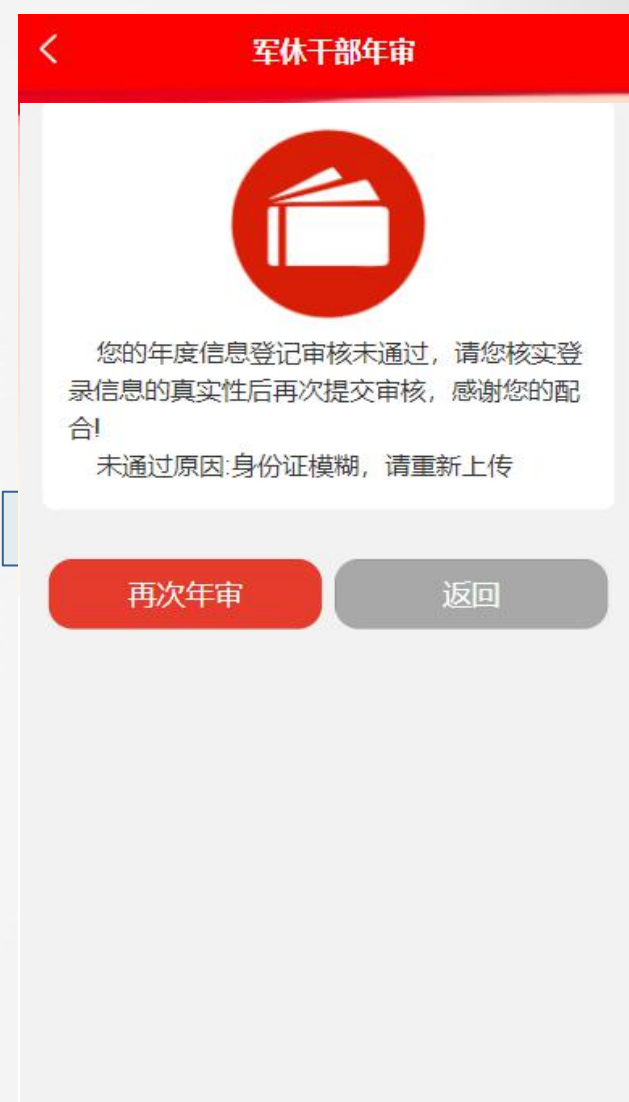 军休干部年审
您的年度信息登记审核未通过，请您核实登
录信息的真实性后再次提交审核，感谢您的配
合!
未通过原因:身份证模糊，请重新上传
再次年审
返回